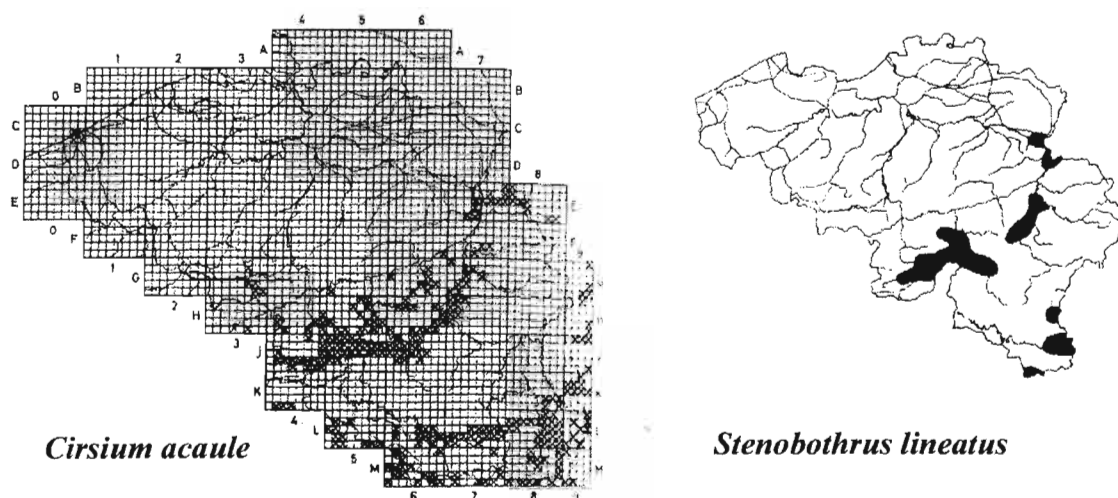 4 5 6
A A
1 2 3 7
B B
0
C C
D D
8
E E
0 F
1
G
2 H
3
J
K K
4
L
5
M M
6 7 8
Cirsium acaule
Stenobothrus lineatus